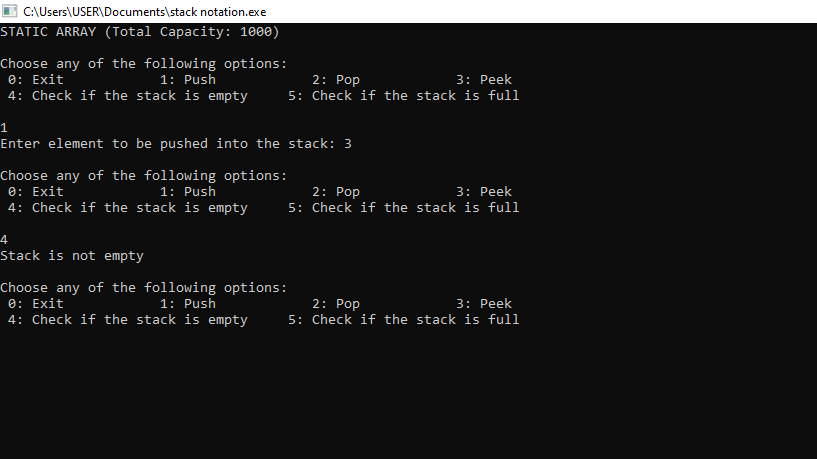 C:\Users\USER\Documents\stack notation.exe
STATIC ARRAY (Total Capacity: 1000)
Choose any of the following options:
0: Exit 1: Push 2: Pop 3: Peek
4: Check if the stack is empty 5: Check if the stack is full
1
Enter element to be pushed into the stack: 3
Choose any of the following options:
0: Exit 1: Push 2: Pop 3: Peek
4: Check if the stack is empty 5: Check if the stack is full
4
Stack is not empty
Choose any of the following options:
0: Exit 1: Push 2: Pop 3: Peek
4: Check if the stack is empty 5: Check if the stack is full